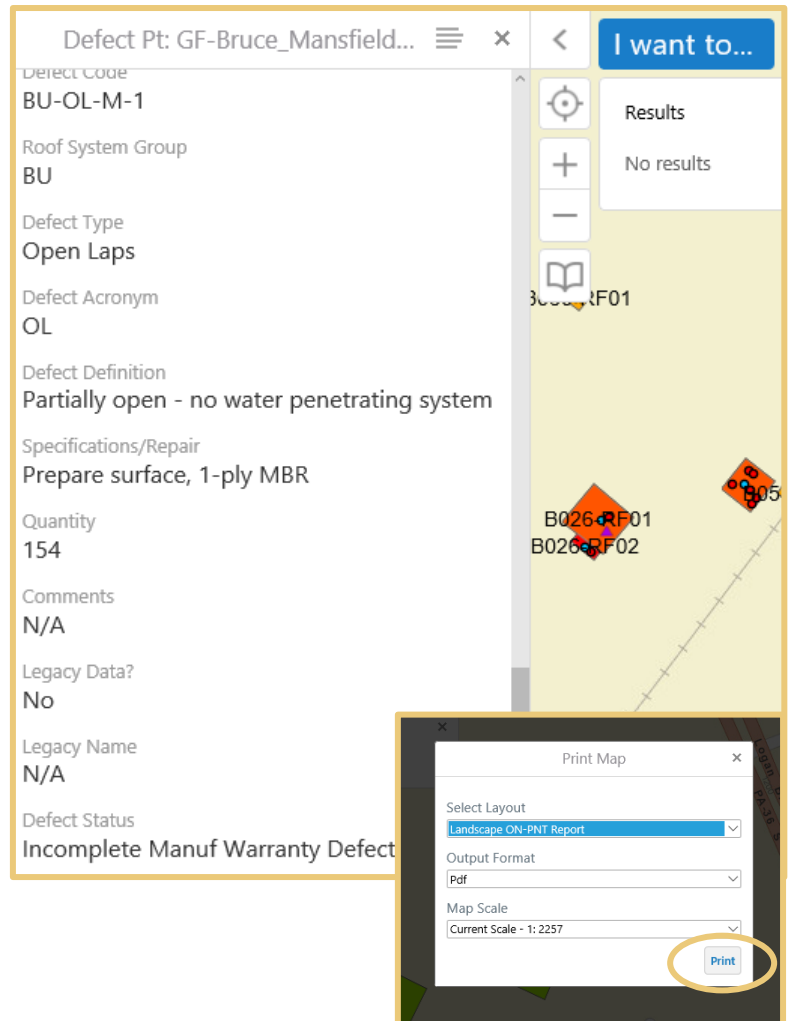 Defect Pt: GF-Bruce_Mansfield...
I want to...
Defect Code
BU-OL-M-1
Roof System Group
BU
Defect Type
Open Laps
Defect Acronym
OL
Defect Definition
Partially open - no water penetrating system
Specifications/Repair
Prepare surface, 1-ply MBR
Quantity
154
Comments
N/A
Legacy Data?
No
Legacy Name
N/A
Defect Status
Incomplete Manuf Warranty Defect
Results
No results
RF01
B026-RF01
B026-RF02
B05
Print Map
Select Layout
Landscape ON-PNT Report
Output Format
Pdf
Map Scale
Current Scale - 1: 2257
Print
Logan
PA-36